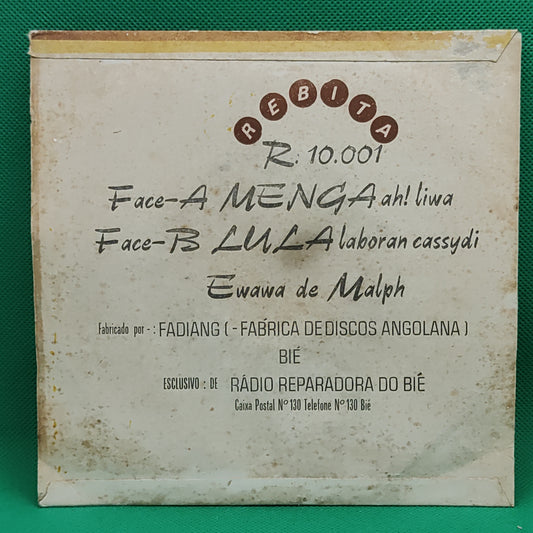 REBITA
R. 10.001
Face-A MENGA ah! liwa
Face-B LULA laboran cassydi
Ewawa de Malph
Fabricado por - : FADIANG ( - FABRICA DE DISCOS ANGOLANA )
BIÉ
ESCLUSIVO : DE RÁDIO REPARADORA DO BIÉ
Caixa Postal Nº 130 Telefone Nº 130 Bié